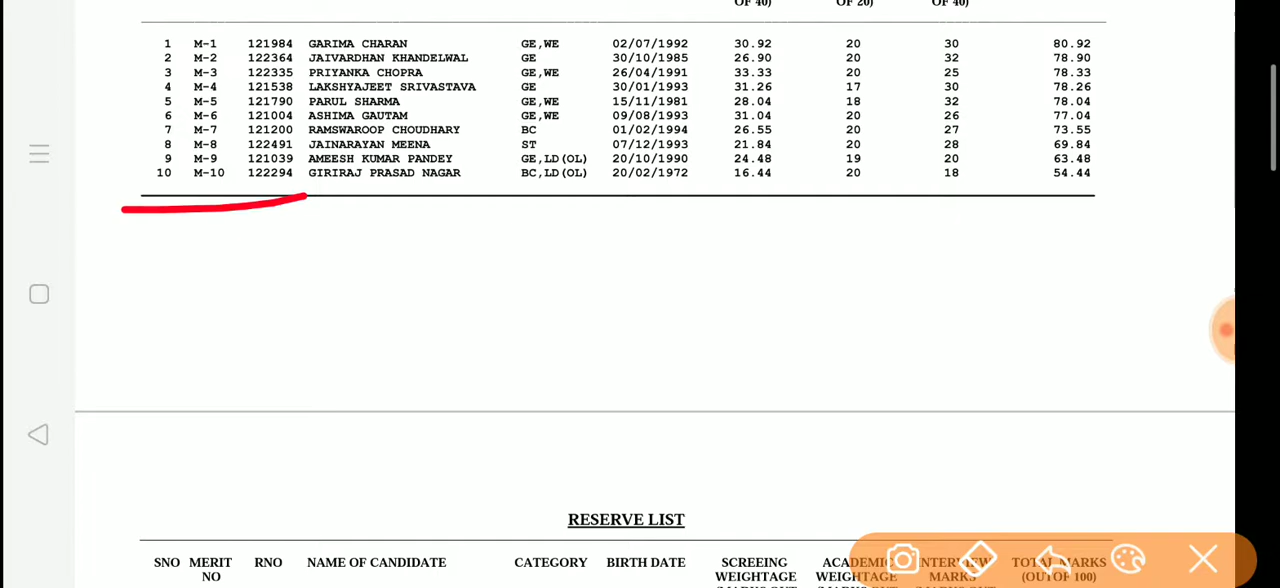 OF 40) OF 20) OF 40)
1 M-1 121984 GARIMA CHARAN GE,WE 02/07/1992 30.92 20 30 80.92
2 M-2 122364 JAIVARDHAN KHANDELWAL GE 30/10/1985 26.90 20 32 78.90
3 M-3 122335 PRIYANKA CHOPRA GE,WE 26/04/1991 33.33 20 25 78.33
4 M-4 121538 LAKSHYAJEET SRIVASTAVA GE 30/01/1993 31.26 17 30 78.26
5 M-5 121790 PARUL SHARMA GE,WE 15/11/1981 28.04 18 32 78.04
6 M-6 121004 ASHIMA GAUTAM GE,WE 09/08/1993 31.04 20 26 77.04
7 M-7 121200 RAMSWAROOP CHOUDHARY BC 01/02/1994 26.55 20 27 73.55
8 M-8 122491 JAINARAYAN MEENA ST 07/12/1993 21.84 20 28 69.84
9 M-9 121039 AMEESH KUMAR PANDEY GE,LD(OL) 20/10/1990 24.48 19 20 63.48
10 M-10 122294 GIRIRAJ PRASAD NAGAR BC,LD(OL) 20/02/1972 16.44 20 18 54.44
RESERVE LIST
SNO MERIT RNO NAME OF CANDIDATE CATEGORY BIRTH DATE SCREEING ACADEMIC INTERVIEW TOTAL MARKS
NO WEIGHTAGE WEIGHTAGE MARKS (OUT OF 100)